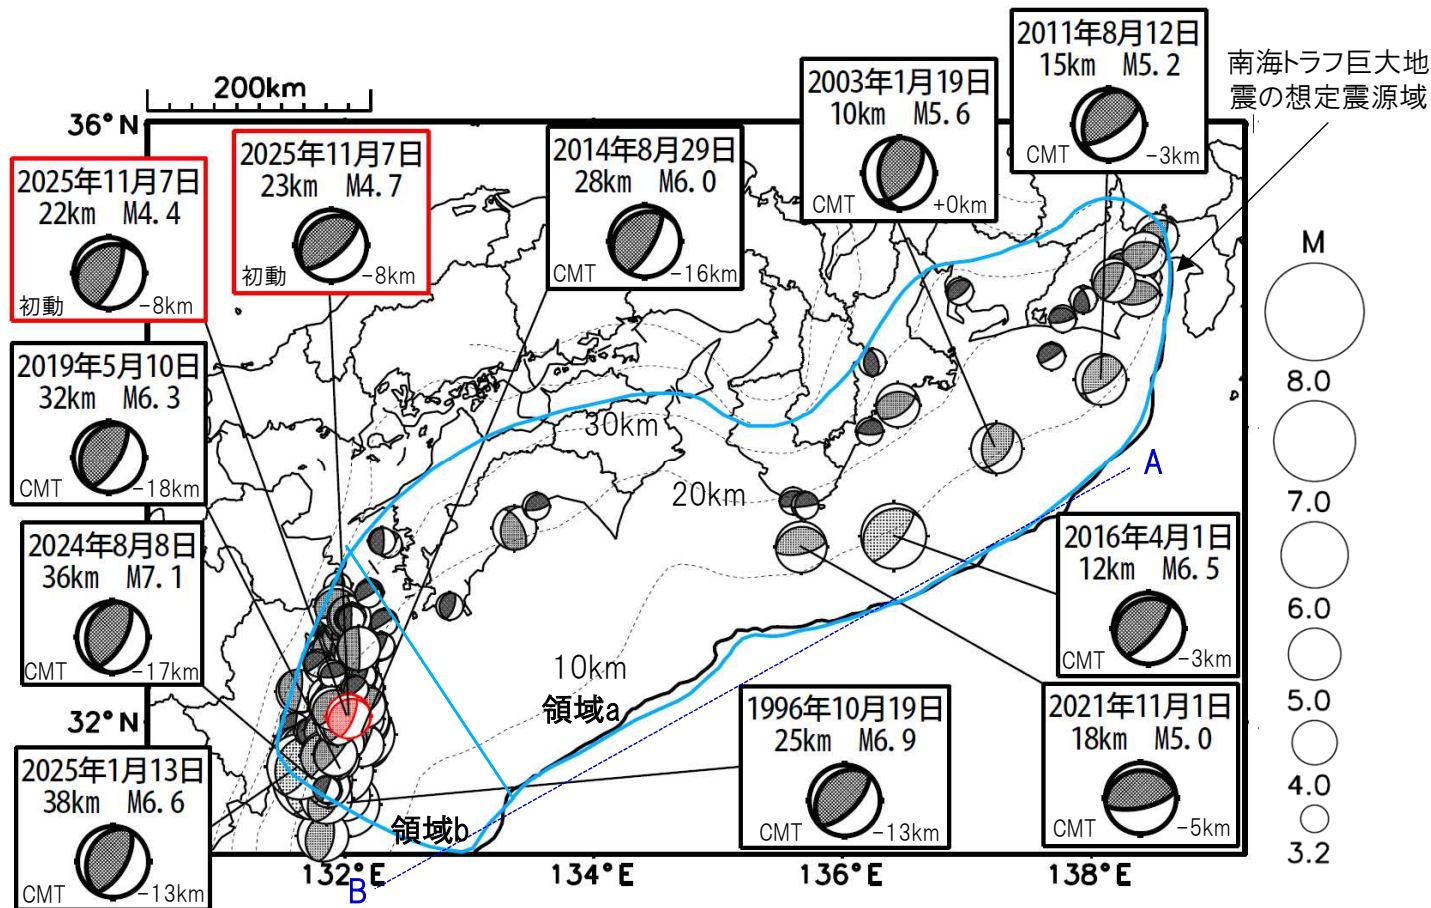 2011年8月12日
15km M5.2
CMT
-3km
南海トラフ巨大地
震の想定震源域
2003年1月19日
10km M5.6
CMT
+0km
200km
36°N
2025年11月7日
23km M4.7
初動
-8km
2014年8月29日
28km M6.0
CMT
-16km
2025年11月7日
22km M4.4
初動
-8km
M
8.0
7.0
6.0
5.0
4.0
3.2
2019年5月10日
32km M6.3
CMT
-18km
30km
20km
10km
A
2024年8月8日
36km M7.1
CMT
-17km
2016年4月1日
12km M6.5
CMT
-3km
領域a
32°N
1996年10月19日
25km M6.9
CMT
-13km
2021年11月1日
18km M5.0
CMT
-5km
2025年1月13日
38km M6.6
CMT
-13km
領域b
B
132°E
134°E
136°E
138°E